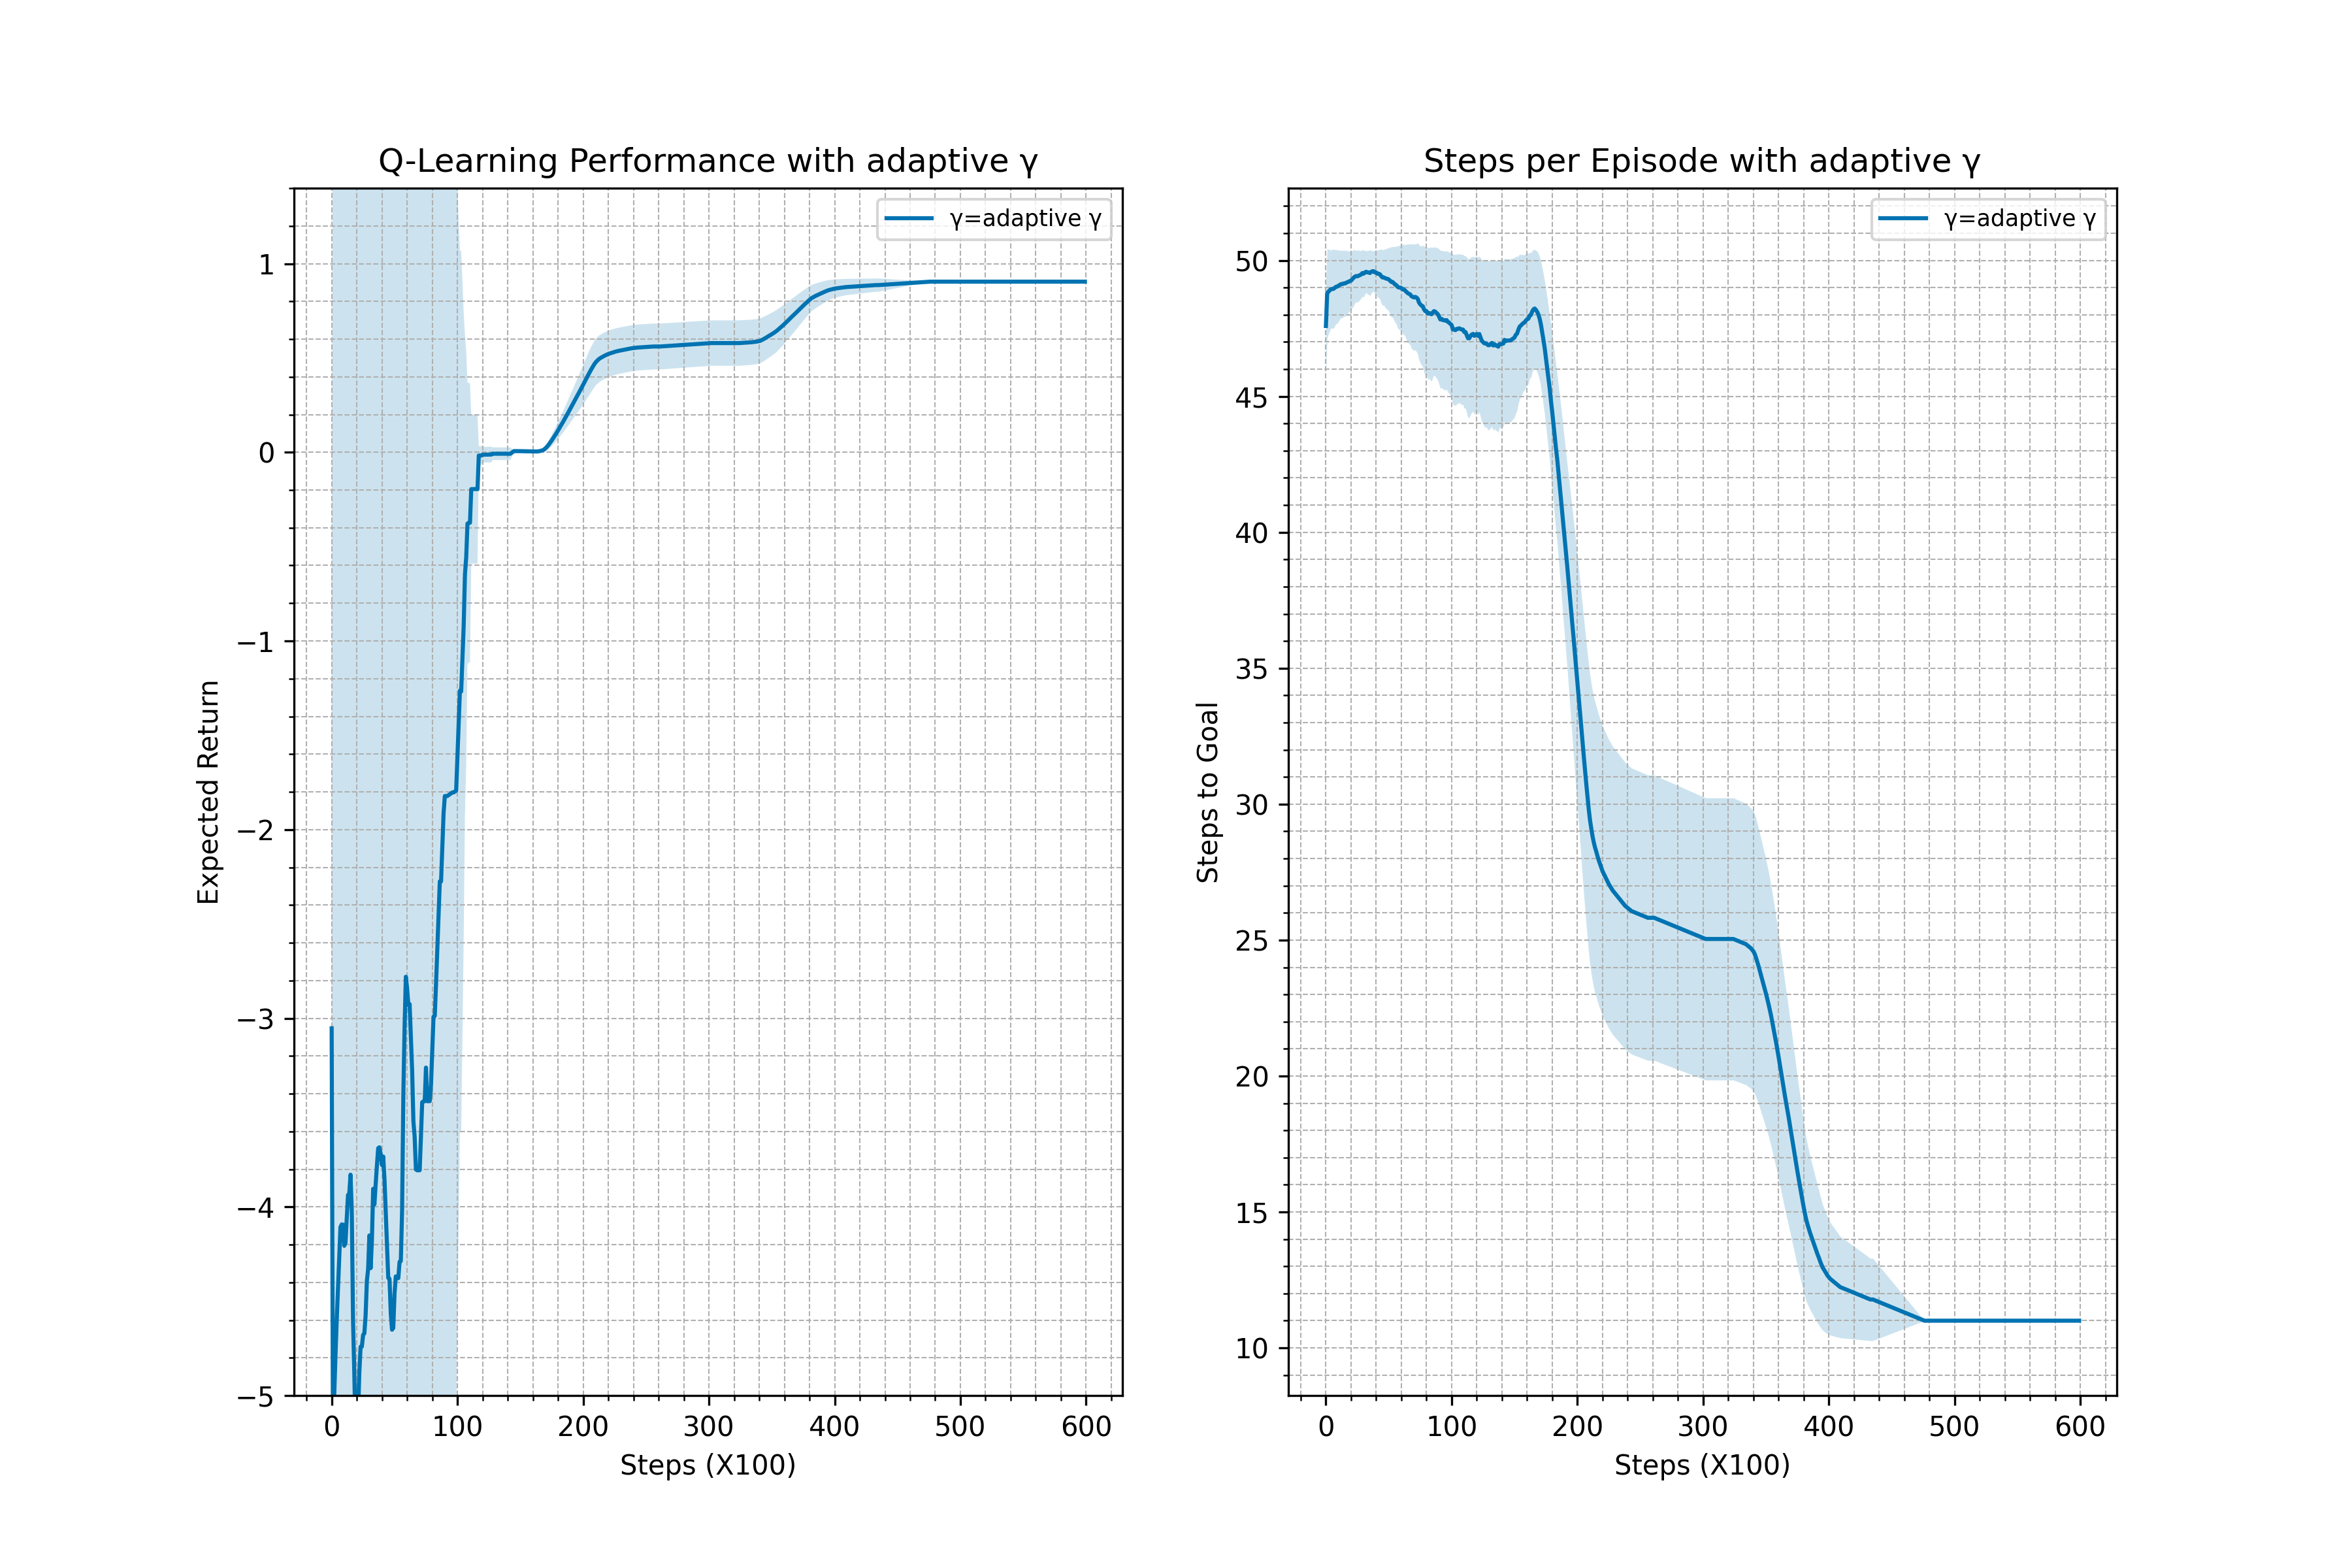 Q-Learning Performance with adaptive γ
γ=adaptive γ
Expected Return
1
0
−1
−2
−3
−4
−5
0 100 200 300 400 500 600
Steps (X100)
Steps per Episode with adaptive γ
γ=adaptive γ
Steps to Goal
50
45
40
35
30
25
20
15
10
0 100 200 300 400 500 600
Steps (X100)